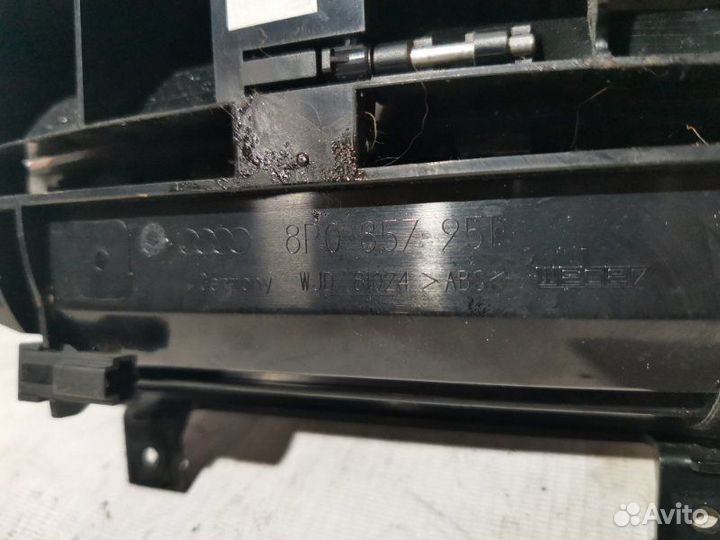 8P0 857 951
Germany WJD 61024 >ABS<
Avito